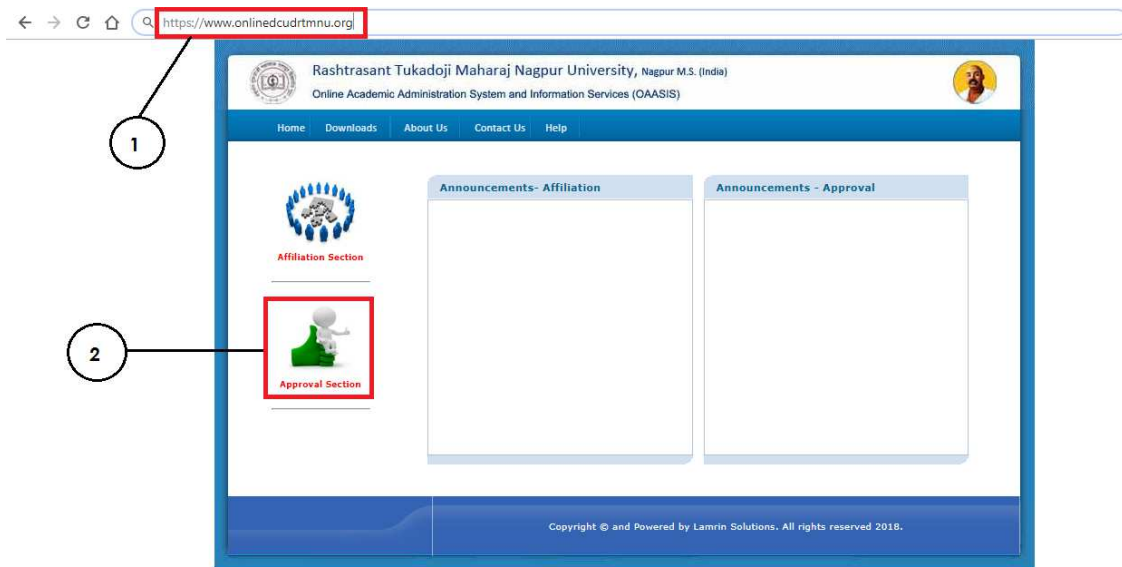 https://www.onlinedcudrtmnu.org
Rashtrasant Tukadoji Maharaj Nagpur University, Nagpur M.S. (India)
Online Academic Administration System and Information Services (OAASIS)
Home Downloads About Us Contact Us Help
1
Announcements- Affiliation
Announcements - Approval
Affiliation Section
2
Approval Section
Copyright © and Powered by Lamrin Solutions. All rights reserved 2018.